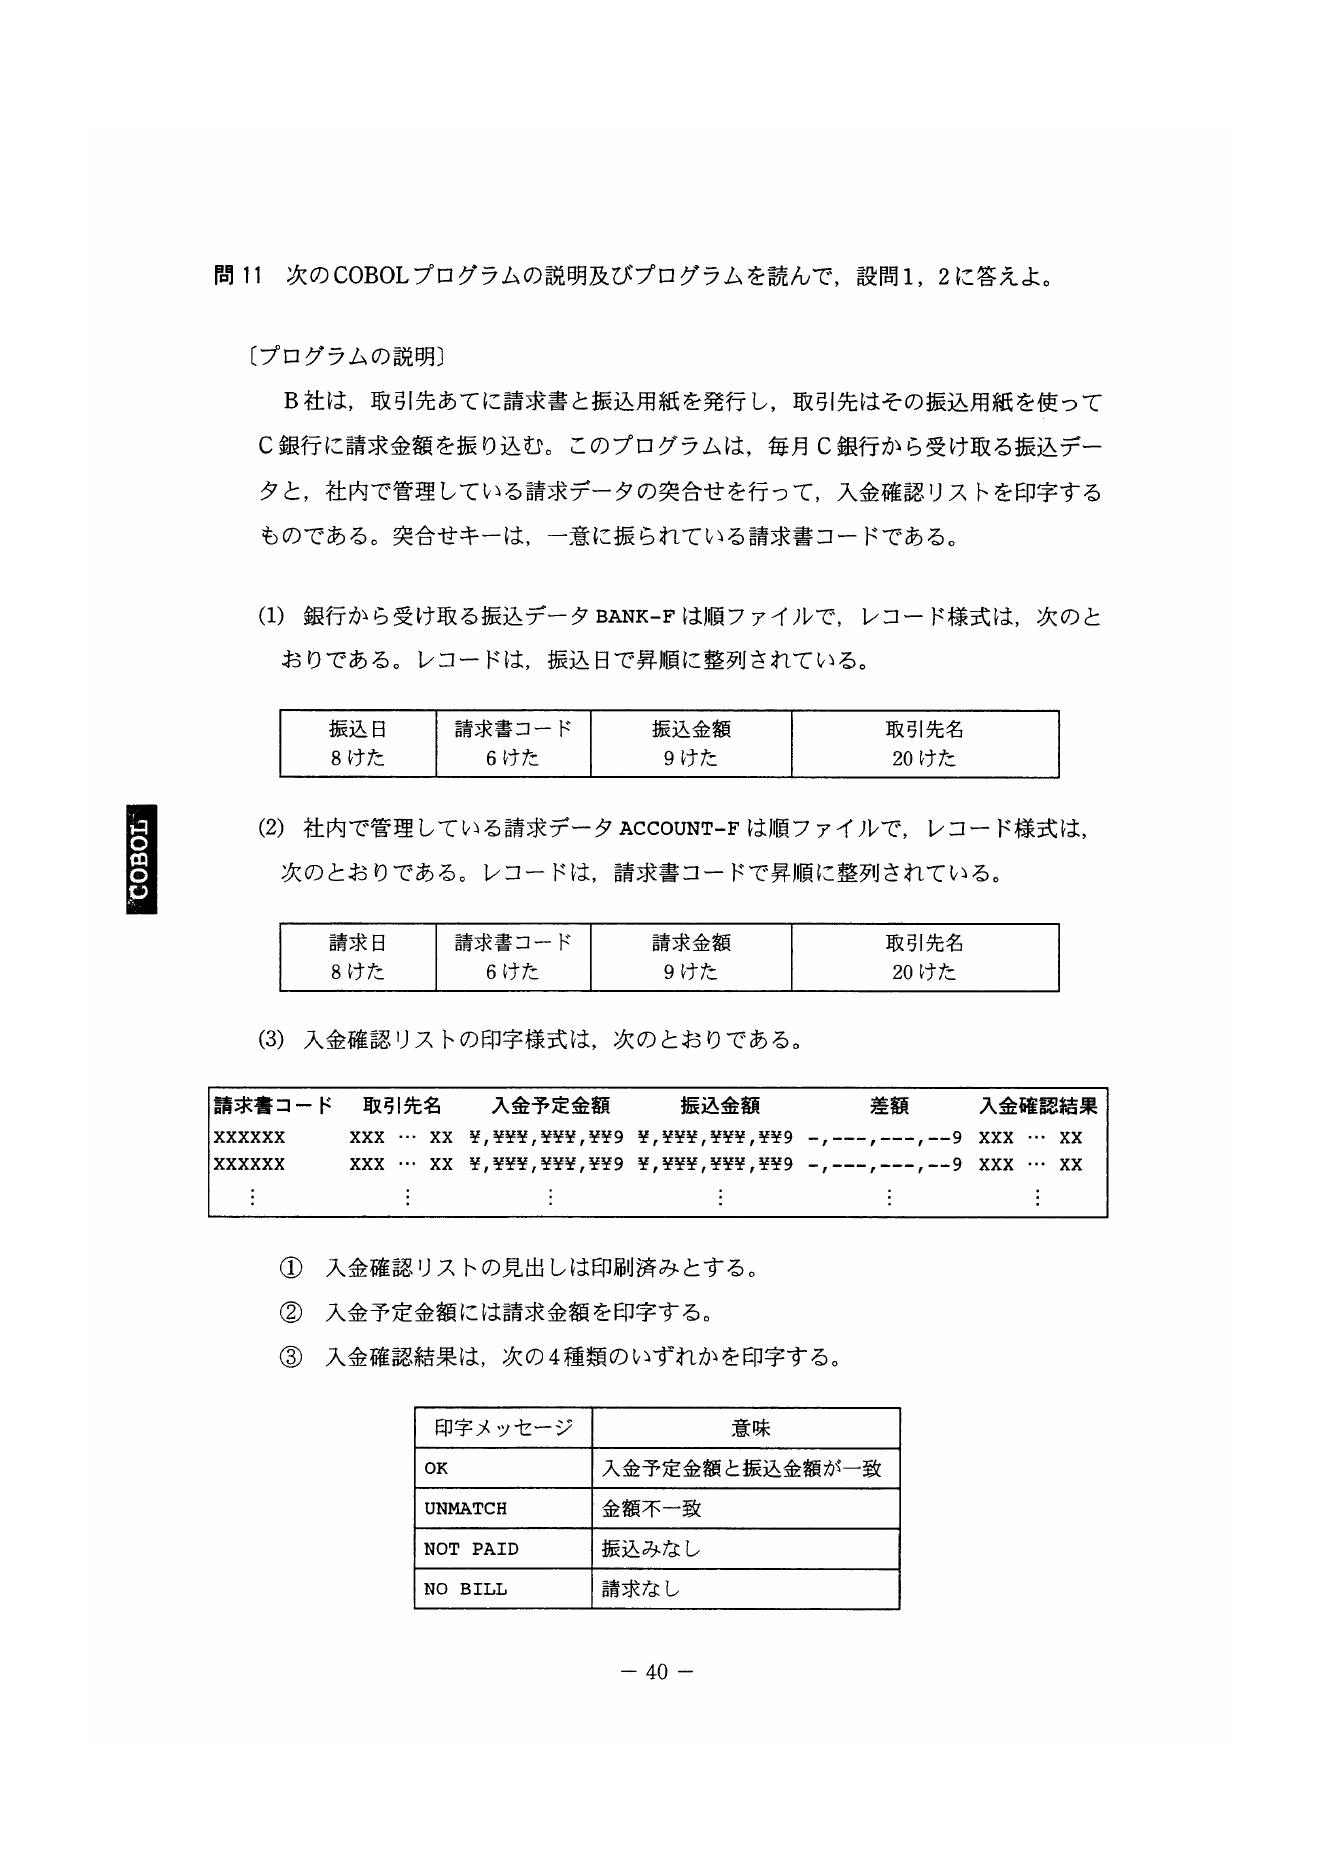 問11 次のCOBOLプログラムの説明及びプログラムを読んで，設問1，2に答えよ。
〔プログラムの説明〕
B社は，取引先あてに請求書と振込用紙を発行し，取引先はその振込用紙を使って
C銀行に請求金額を振り込む。このプログラムは，毎月C銀行から受け取る振込デー
タと，社内で管理している請求データの突合せを行って，入金確認リストを印字する
ものである。突合せキーは，一意に振られている請求書コードである。
(1) 銀行から受け取る振込データ BANK-F は順ファイルで，レコード様式は，次のと
おりである。レコードは，振込日で昇順に整列されている。
振込日 請求書コード 振込金額 取引先名
8けた 6けた 9けた 20けた
COBOL
(2) 社内で管理している請求データ ACCOUNT-F は順ファイルで，レコード様式は，
次のとおりである。レコードは，請求書コードで昇順に整列されている。
請求日 請求書コード 請求金額 取引先名
8けた 6けた 9けた 20けた
(3) 入金確認リストの印字様式は，次のとおりである。
請求書コード 取引先名 入金予定金額 振込金額 差額 入金確認結果
XXXXXX XXX … XX ¥,¥¥¥,¥¥¥,¥¥9 ¥,¥¥¥,¥¥¥,¥¥9 -,---,---,--9 XXX … XX
XXXXXX XXX … XX ¥,¥¥¥,¥¥¥,¥¥9 ¥,¥¥¥,¥¥¥,¥¥9 -,---,---,--9 XXX … XX
⋮ ⋮ ⋮ ⋮ ⋮ ⋮
① 入金確認リストの見出しは印刷済みとする。
② 入金予定金額には請求金額を印字する。
③ 入金確認結果は，次の4種類のいずれかを印字する。
印字メッセージ 意味
OK 入金予定金額と振込金額が一致
UNMATCH 金額不一致
NOT PAID 振込みなし
NO BILL 請求なし
－ 40 －